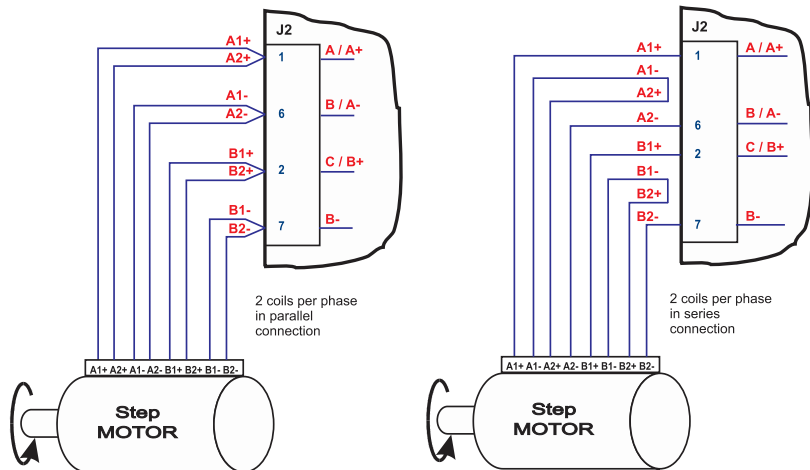 J2
A1+
A2+
1
A / A+
A1-
A2-
6
B / A-
B1+
B2+
2
C / B+
B1-
B2-
7
B-
2 coils per phase
in parallel
connection
A1+ A2+ A1- A2- B1+ B2+ B1- B2-
Step
MOTOR
J2
A1+
1
A / A+
A1-
A2+
A2-
6
B / A-
B1+
2
C / B+
B1-
B2+
B2-
7
B-
2 coils per phase
in series
connection
A1+ A1- A2+ A2- B1+ B1- B2+ B2-
Step
MOTOR